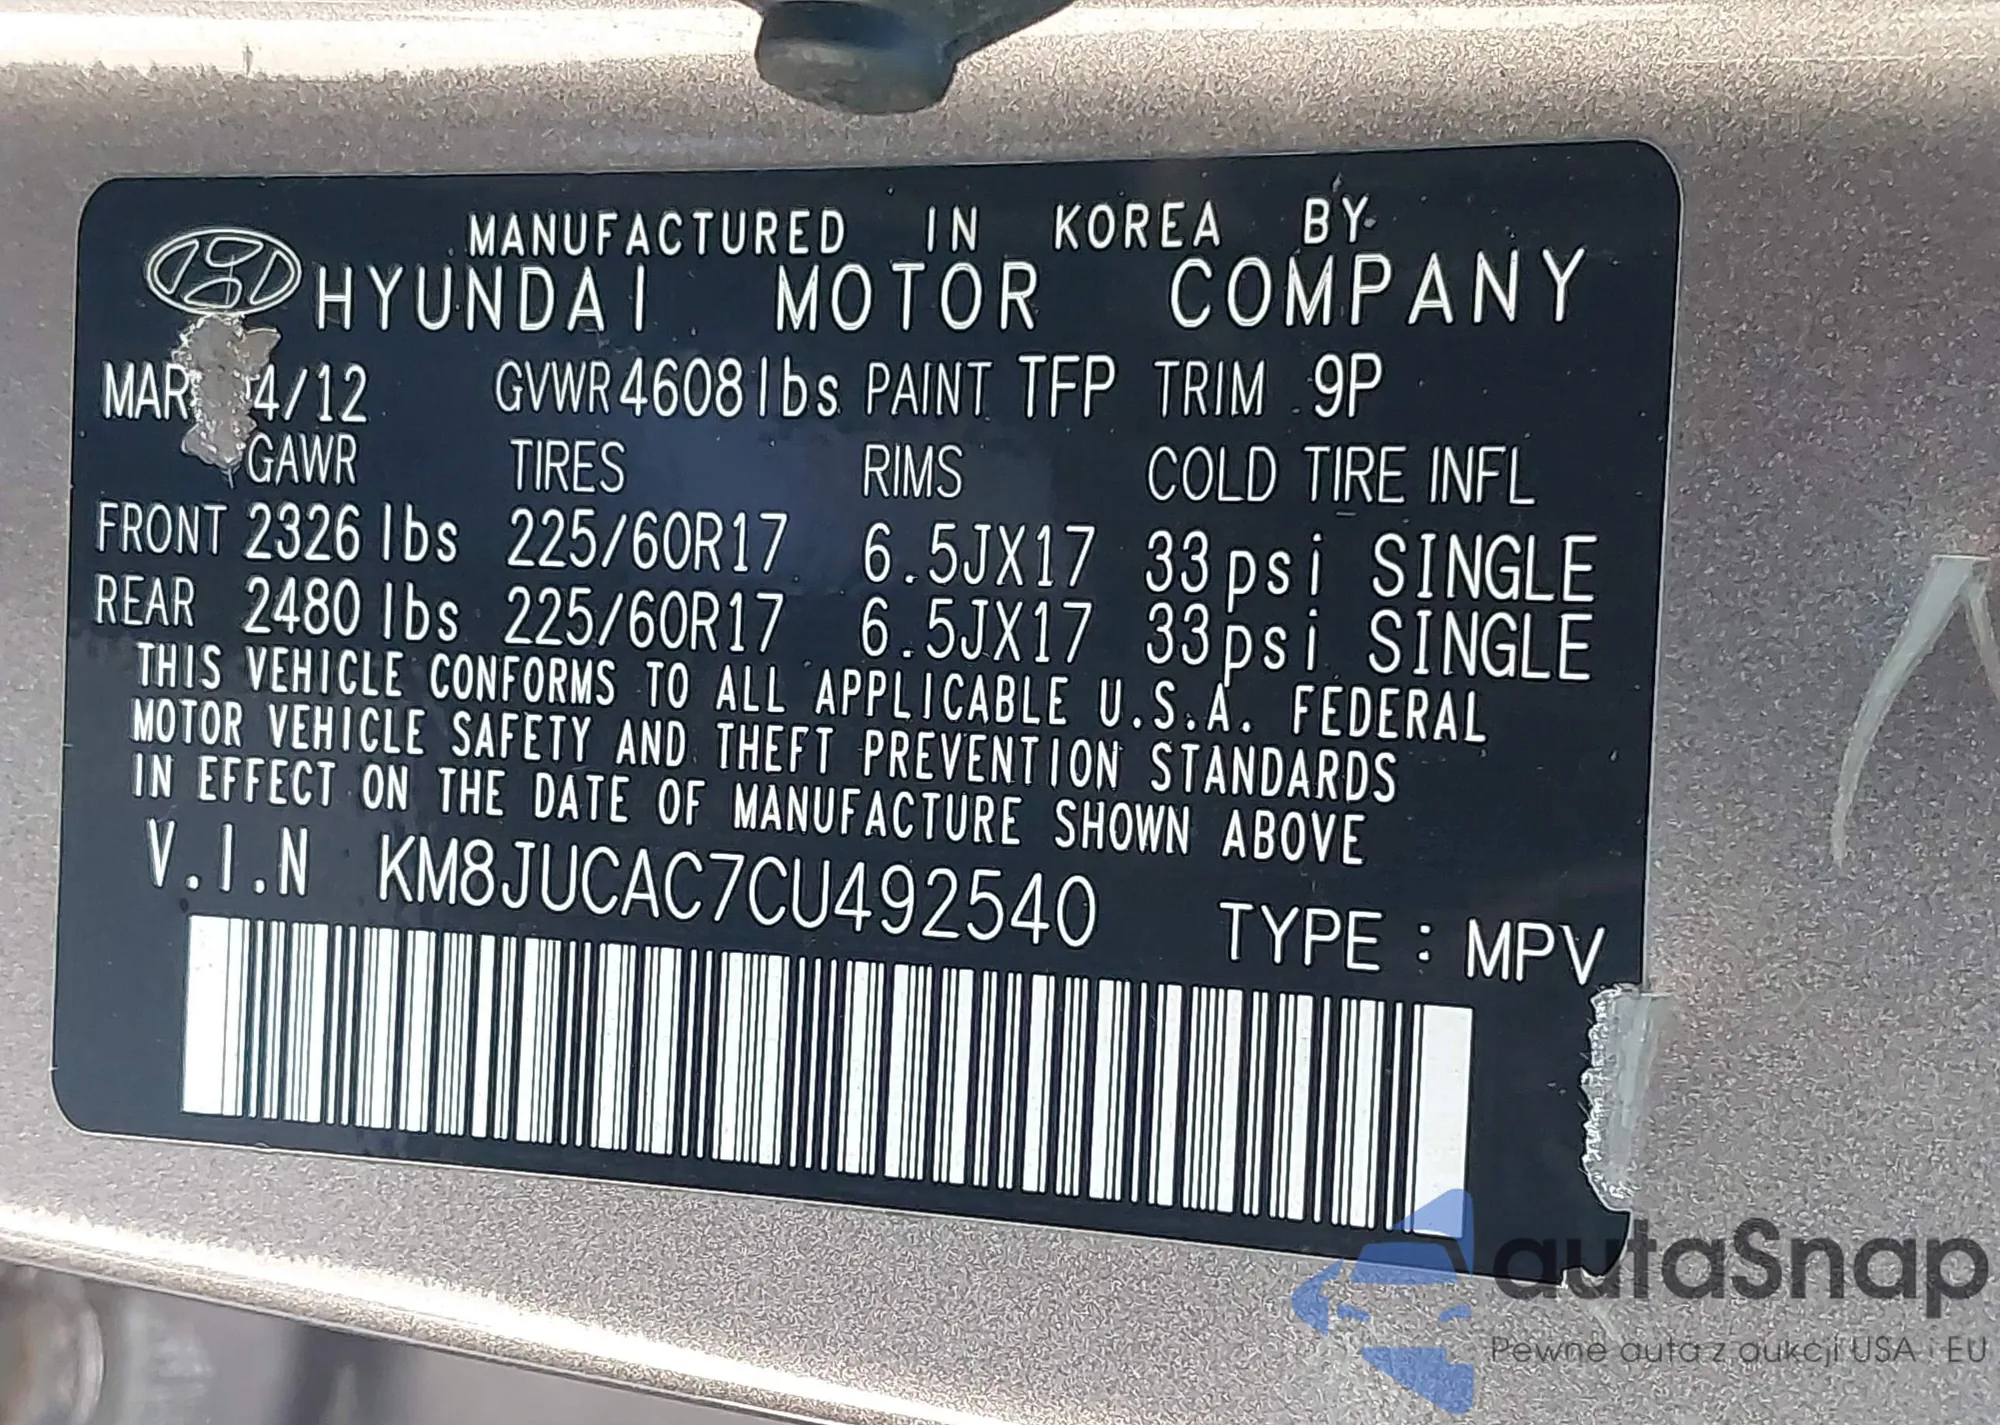 MANUFACTURED IN KOREA BY
HYUNDAI MOTOR COMPANY
MAR 4/12 GVWR 4608 lbs PAINT TFP TRIM 9P
GAWR TIRES RIMS COLD TIRE INFL
FRONT 2326 lbs 225/60R17 6.5JX17 33psi SINGLE
REAR 2480 lbs 225/60R17 6.5JX17 33psi SINGLE
THIS VEHICLE CONFORMS TO ALL APPLICABLE U.S.A. FEDERAL
MOTOR VEHICLE SAFETY AND THEFT PREVENTION STANDARDS
IN EFFECT ON THE DATE OF MANUFACTURE SHOWN ABOVE
V.I.N KM8JUCAC7CU492540
TYPE : MPV
autaSnap
Pewne auta z aukcji USA i EU